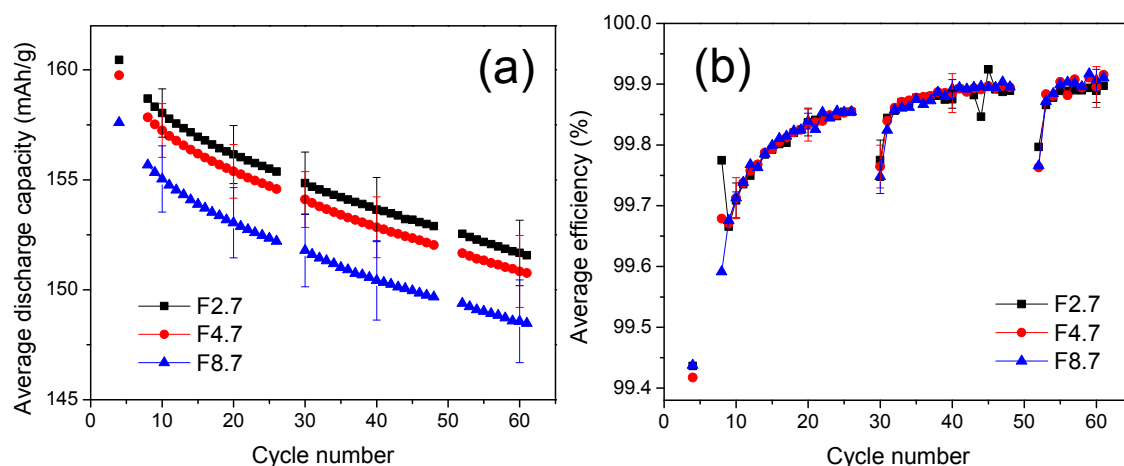 (a)
Average discharge capacity (mAh/g)
160
155
150
145
F2.7
F4.7
F8.7
0 10 20 30 40 50 60
Cycle number
(b)
Average efficiency (%)
100.0
99.9
99.8
99.7
99.6
99.5
99.4
F2.7
F4.7
F8.7
0 10 20 30 40 50 60
Cycle number